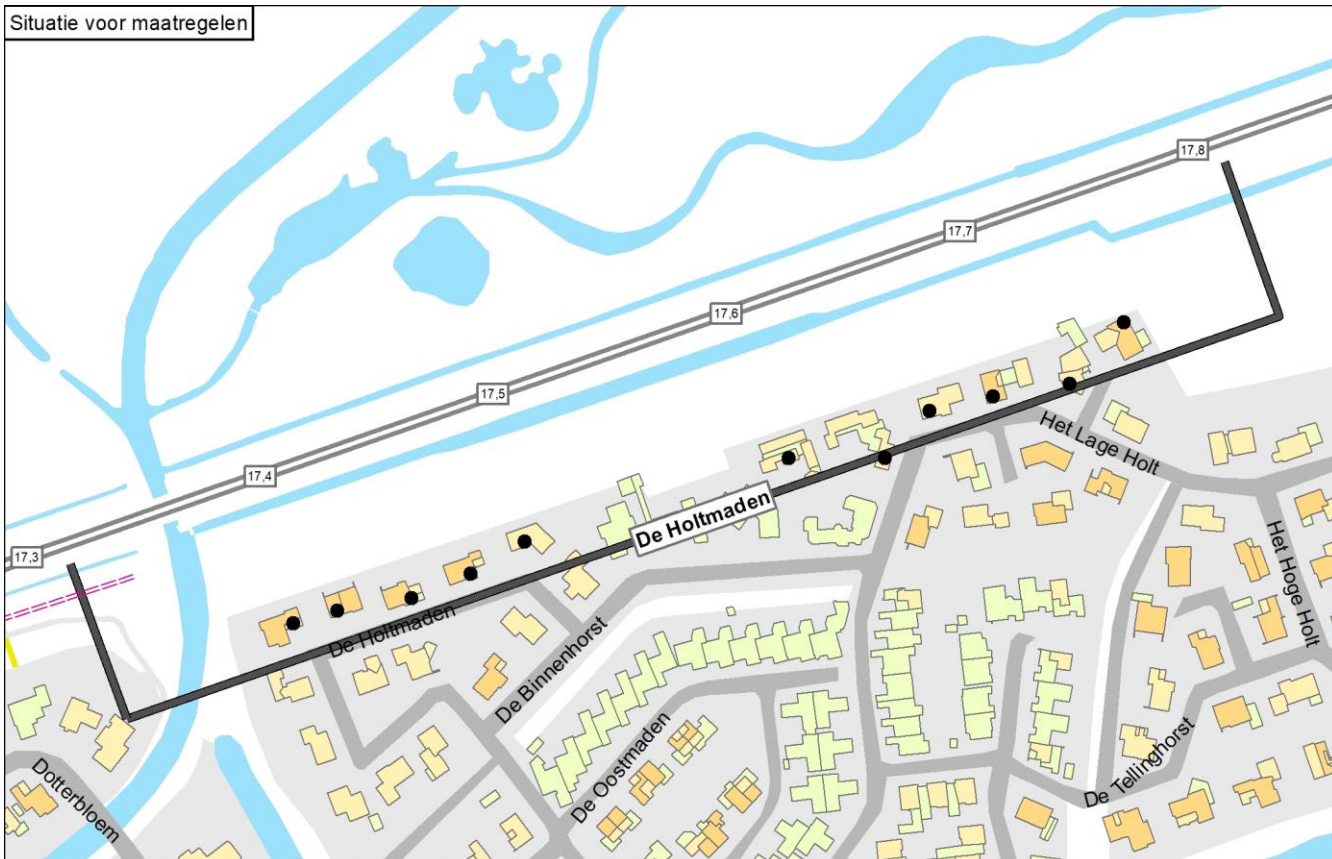 Situatie voor maatregelen
17,8
17,7
17,6
17,5
17,4
17,3
Het Lage Holt
De Holtmaden
Het Hoge Holt
De Holtmaden
De Binnenhorst
De Oostmaden
De Tellinghorst
Dotterbloem